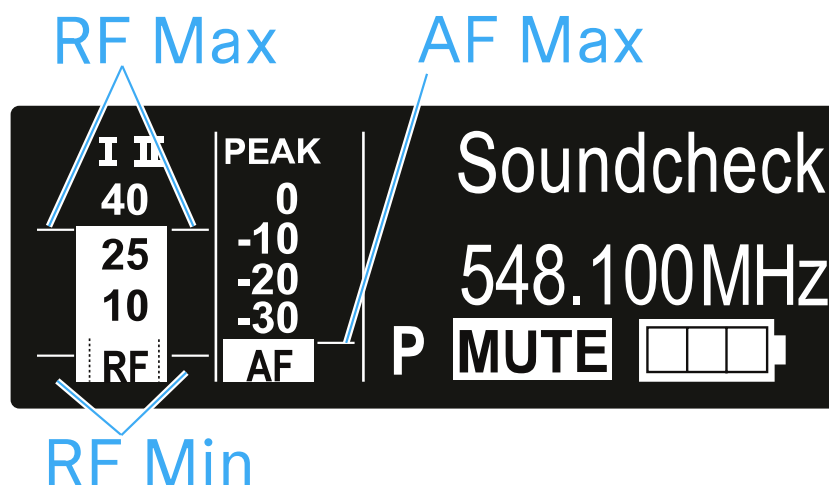 RF Max AF Max
I II PEAK Soundcheck
40 0
25 -10 548.100MHz
10 -20
-30
RF AF P MUTE
RF Min